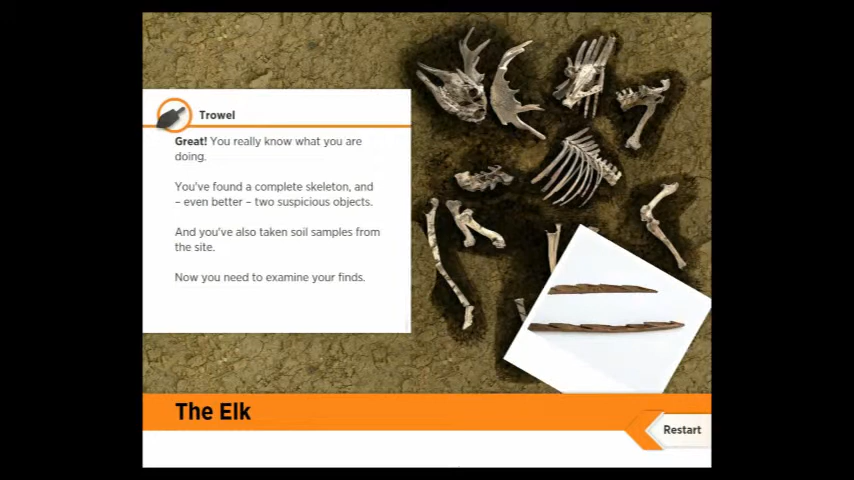 Trowel
Great! You really know what you are
doing.
You've found a complete skeleton, and
– even better – two suspicious objects.
And you've also taken soil samples from
the site.
Now you need to examine your finds.
The Elk
Restart